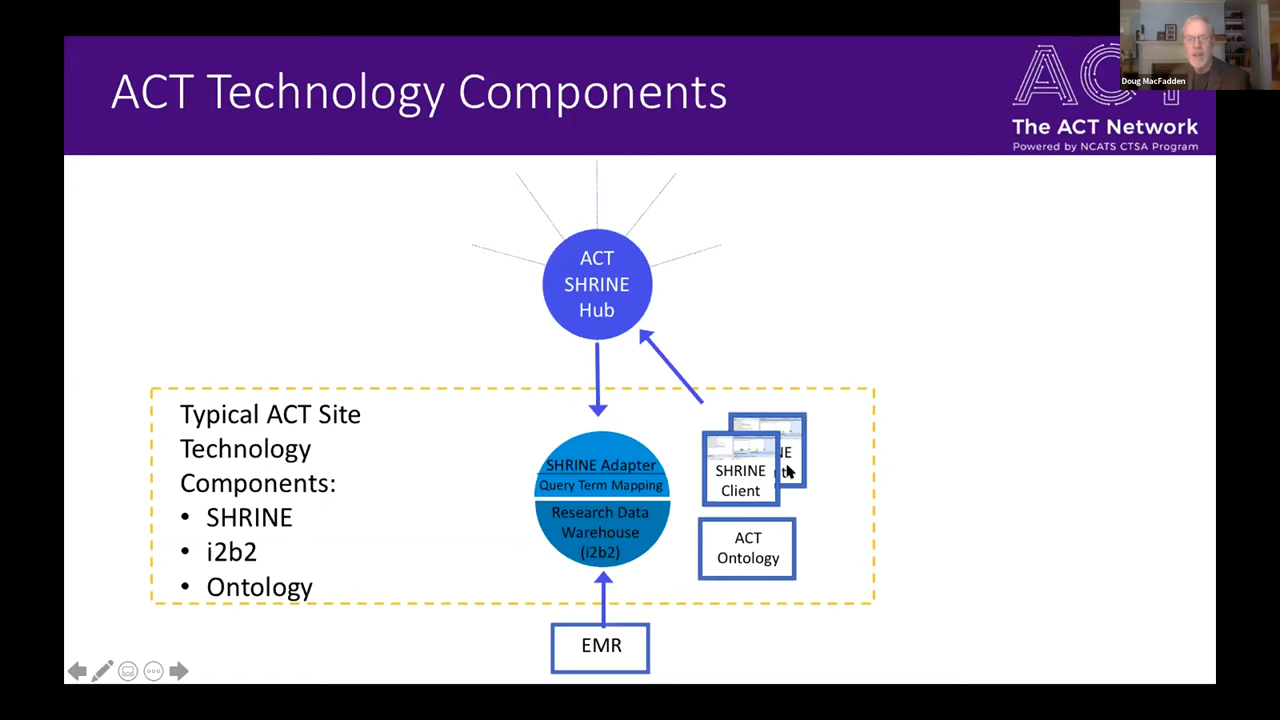 Doug MacFadden
ACT Technology Components
ACT
The ACT Network
Powered by NCATS CTSA Program
ACT
SHRINE
Hub
Typical ACT Site
Technology
Components:
• SHRINE
• i2b2
• Ontology
SHRINE Adapter
Query Term Mapping
Research Data
Warehouse
(i2b2)
SHRINE
Client
ACT
Ontology
EMR